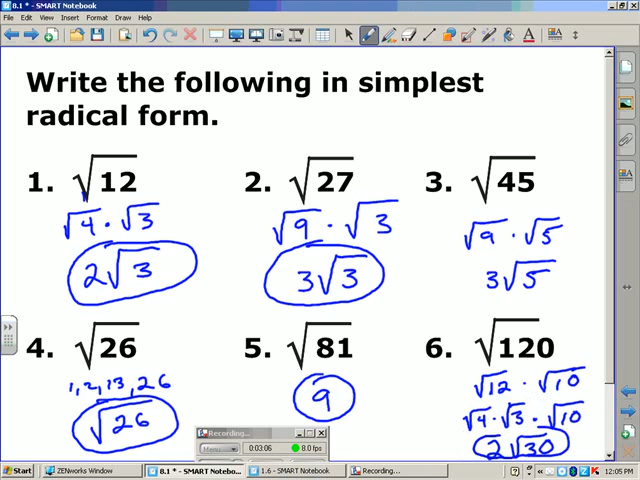 8.1 * - SMART Notebook
File Edit View Insert Format Draw Help
Write the following in simplest
radical form.
1. √12 2. √27 3. √45
√4 · √3 √9 · √3 √9 · √5
2√3 3√3 3√5
4. √26 5. √81 6. √120
1, 2, 13, 26 9 √12 · √10
√26 √4 · √3 · √10
2√30
Recording...
Menu 0:03:06 8.0 fps
Start ZENworks Window 8.1 * - SMART Notebo... 1.6 - SMART Notebook Recording... 12:05 PM